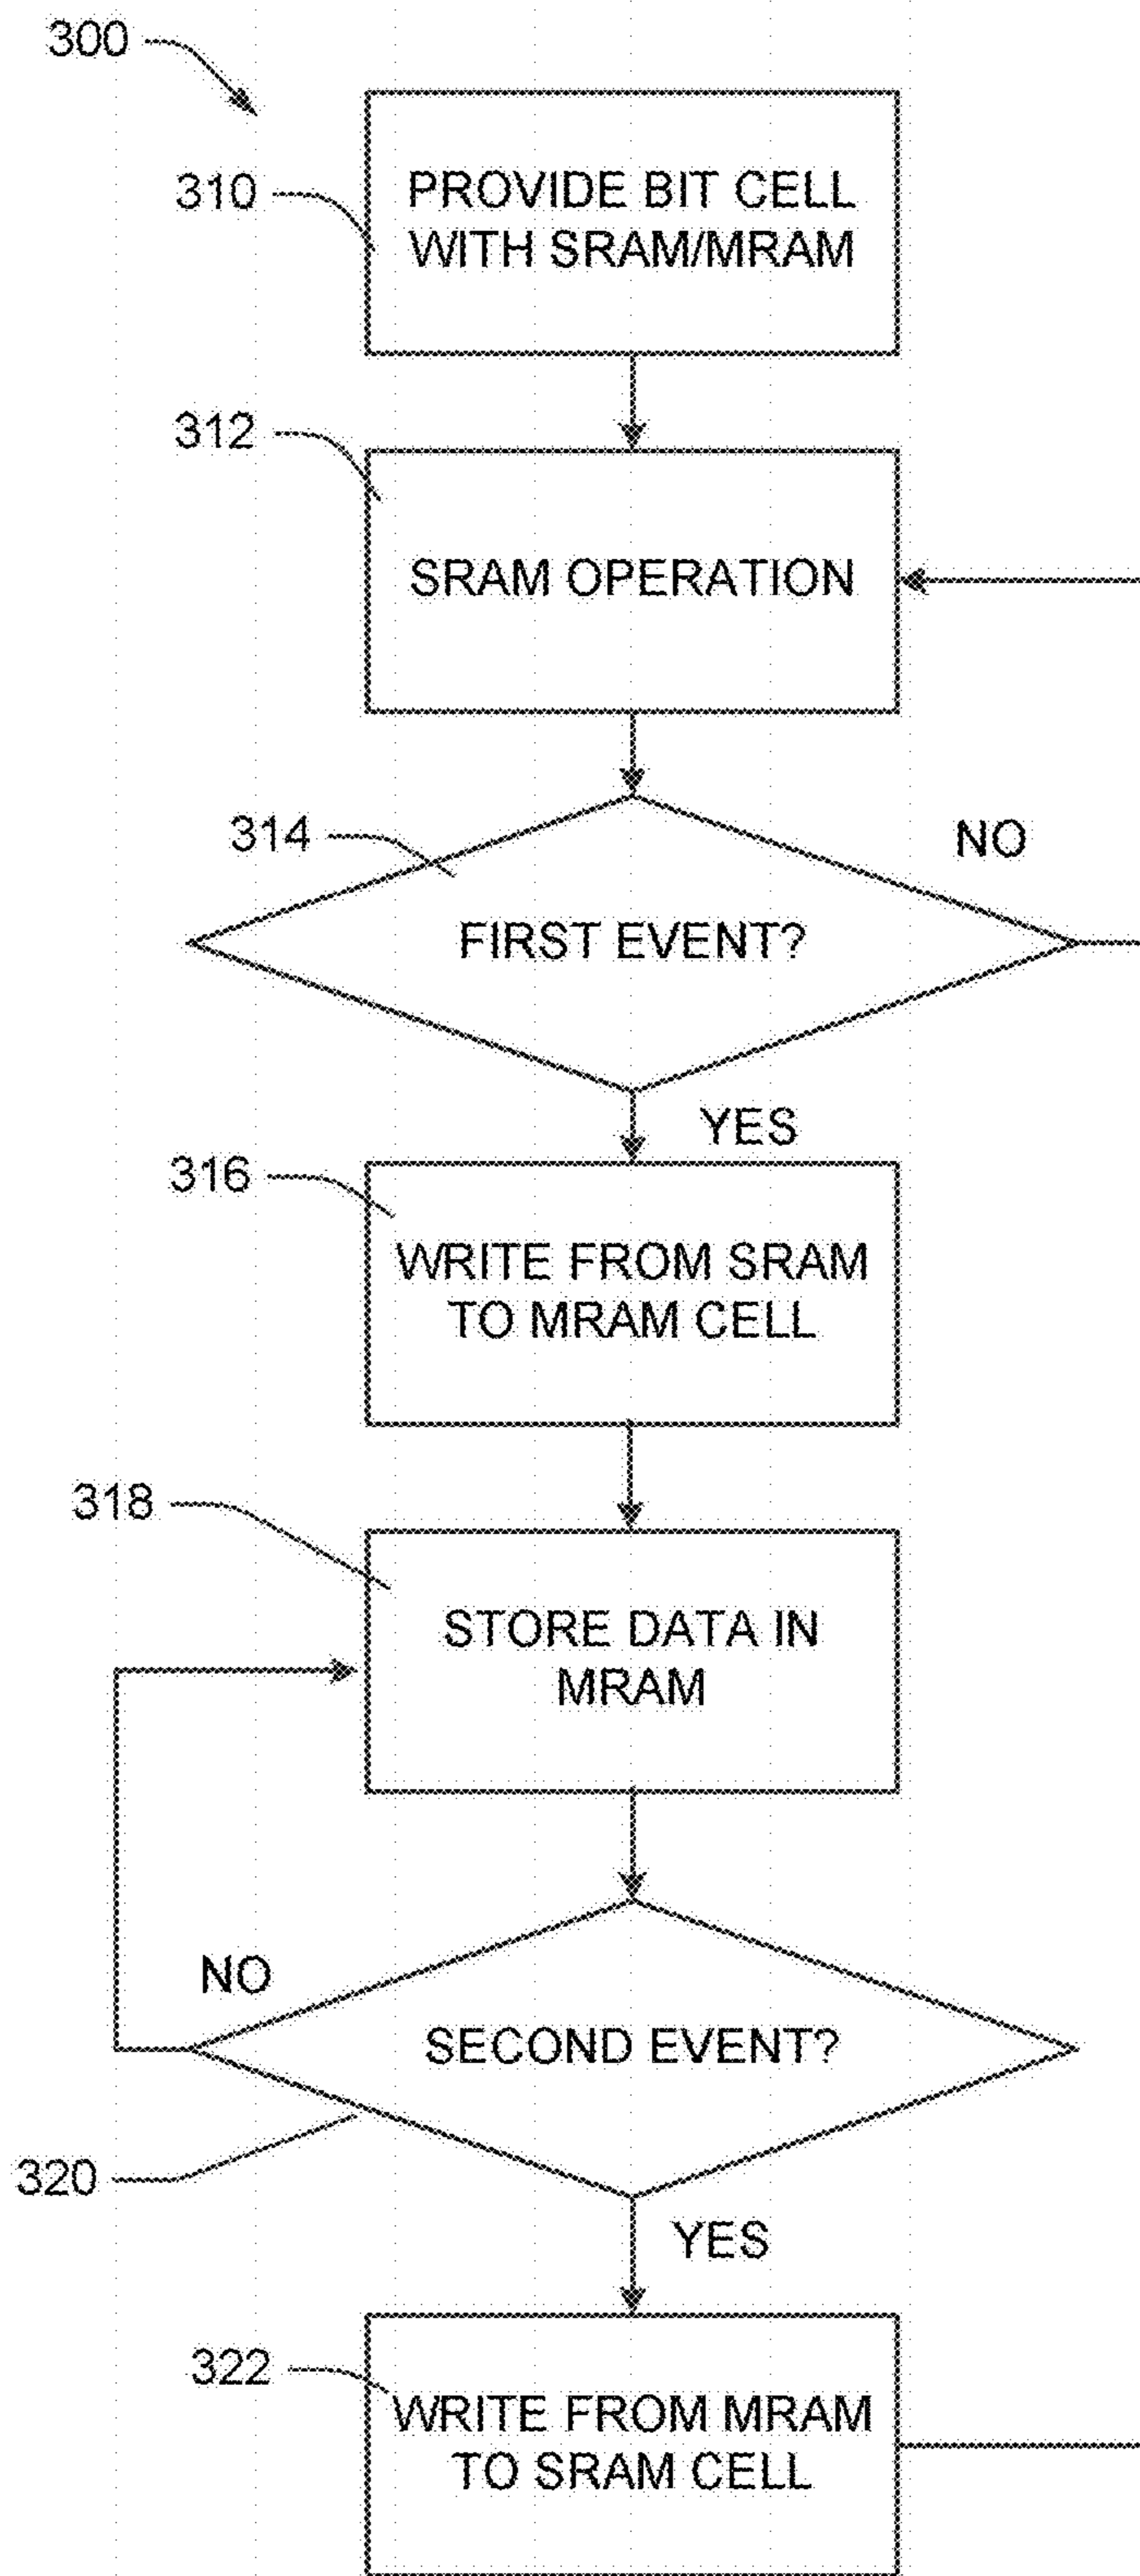 300
310
PROVIDE BIT CELL
WITH SRAM/MRAM
312
SRAM OPERATION
314
NO
FIRST EVENT?
YES
316
WRITE FROM SRAM
TO MRAM CELL
318
STORE DATA IN
MRAM
NO
SECOND EVENT?
320
YES
322
WRITE FROM MRAM
TO SRAM CELL